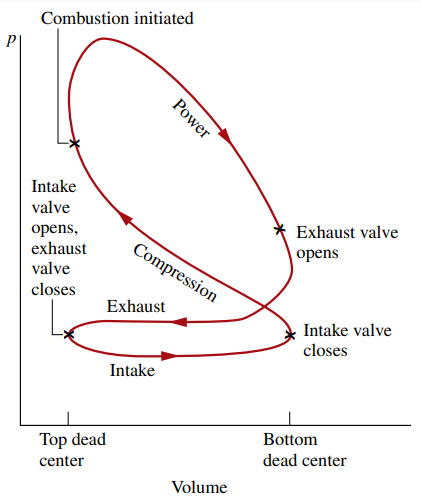 Combustion initiated
p
Power
Intake
valve
opens,
exhaust
valve
closes
Exhaust valve
opens
Compression
Exhaust
Intake valve
closes
Intake
Top dead
center
Bottom
dead center
Volume